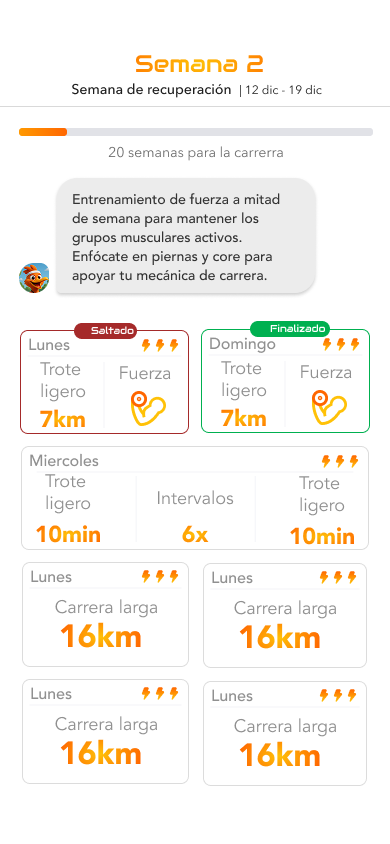 Semana 2
Semana de recuperación | 12 dic - 19 dic
20 semanas para la carrerra
Entrenamiento de fuerza a mitad
de semana para mantener los
grupos musculares activos.
Enfócate en piernas y core para
apoyar tu mecánica de carrera.
Saltado
Lunes
Trote
ligero
7km
Fuerza
Finalizado
Domingo
Trote
ligero
7km
Fuerza
Miercoles
Trote
ligero
10min
Intervalos
6x
Trote
ligero
10min
Lunes
Carrera larga
16km
Lunes
Carrera larga
16km
Lunes
Carrera larga
16km
Lunes
Carrera larga
16km